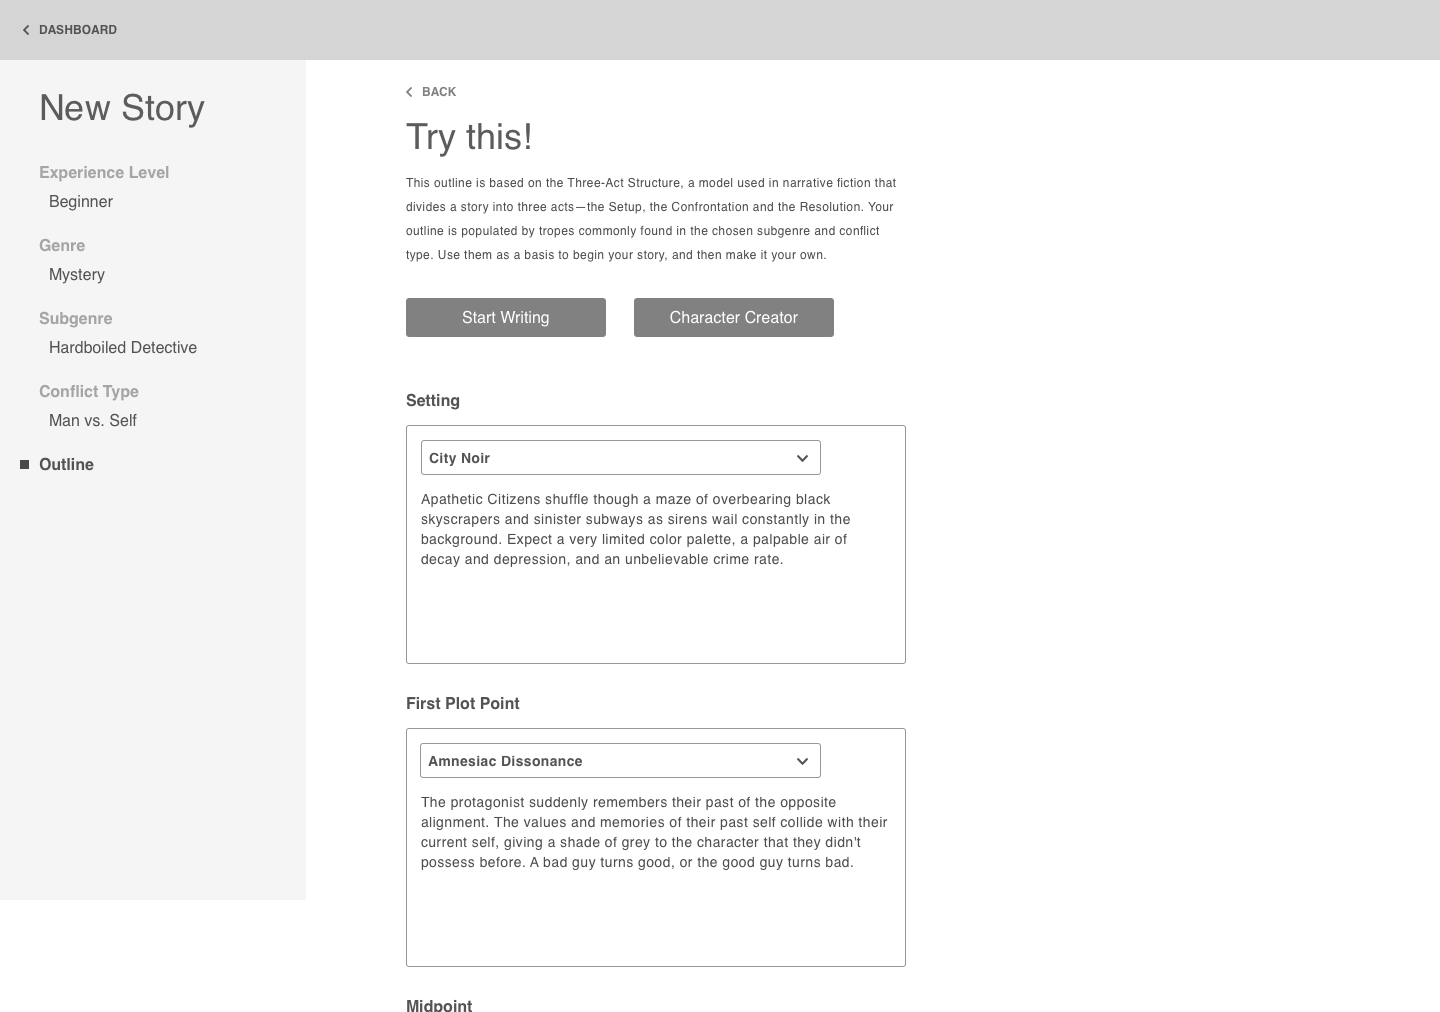 DASHBOARD
New Story
Experience Level
Beginner
Genre
Mystery
Subgenre
Hardboiled Detective
Conflict Type
Man vs. Self
Outline
BACK
Try this!
This outline is based on the Three-Act Structure, a model used in narrative fiction that
divides a story into three acts—the Setup, the Confrontation and the Resolution. Your
outline is populated by tropes commonly found in the chosen subgenre and conflict
type. Use them as a basis to begin your story, and then make it your own.
Start Writing
Character Creator
Setting
City Noir
Apathetic Citizens shuffle though a maze of overbearing black
skyscrapers and sinister subways as sirens wail constantly in the
background. Expect a very limited color palette, a palpable air of
decay and depression, and an unbelievable crime rate.
First Plot Point
Amnesiac Dissonance
The protagonist suddenly remembers their past of the opposite
alignment. The values and memories of their past self collide with their
current self, giving a shade of grey to the character that they didn't
possess before. A bad guy turns good, or the good guy turns bad.
Midpoint